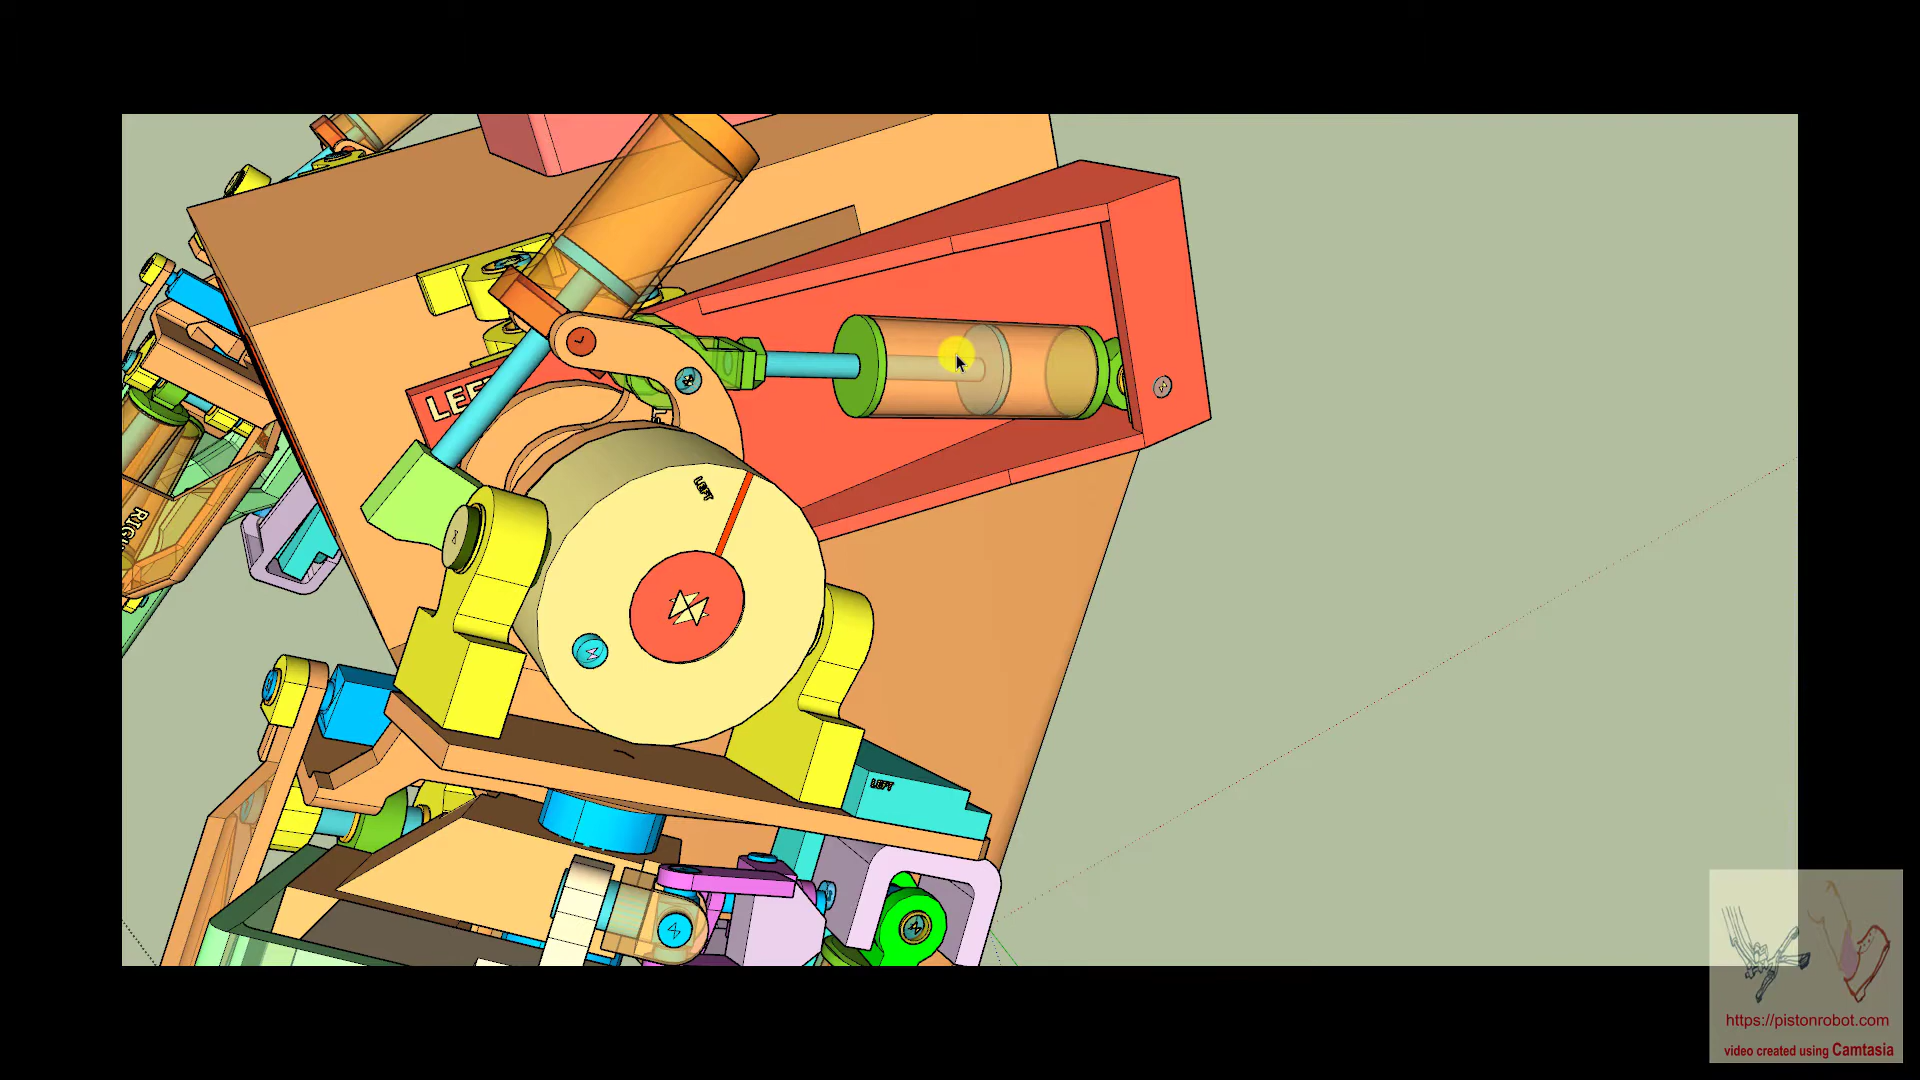 LEFT
LEFT
LEFT
https://pistonrobot.com
video created using Camtasia